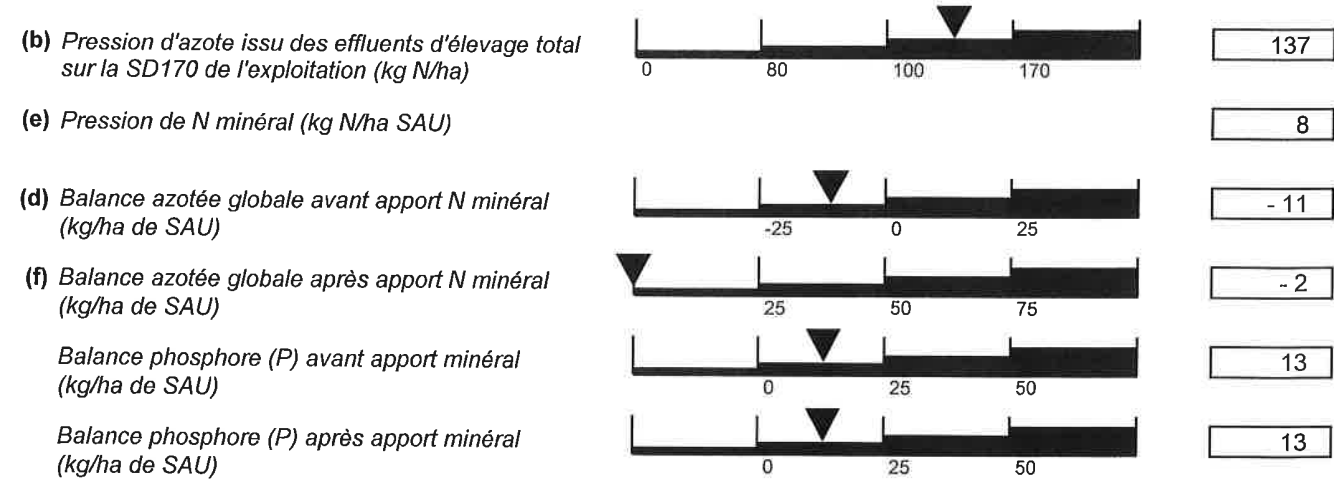 (b) Pression d'azote issu des effluents d'élevage total
sur la SD170 de l'exploitation (kg N/ha)
0 80 100 170
137
(e) Pression de N minéral (kg N/ha SAU)
8
(d) Balance azotée globale avant apport N minéral
(kg/ha de SAU)
-25 0 25
- 11
(f) Balance azotée globale après apport N minéral
(kg/ha de SAU)
25 50 75
- 2
Balance phosphore (P) avant apport minéral
(kg/ha de SAU)
0 25 50
13
Balance phosphore (P) après apport minéral
(kg/ha de SAU)
0 25 50
13